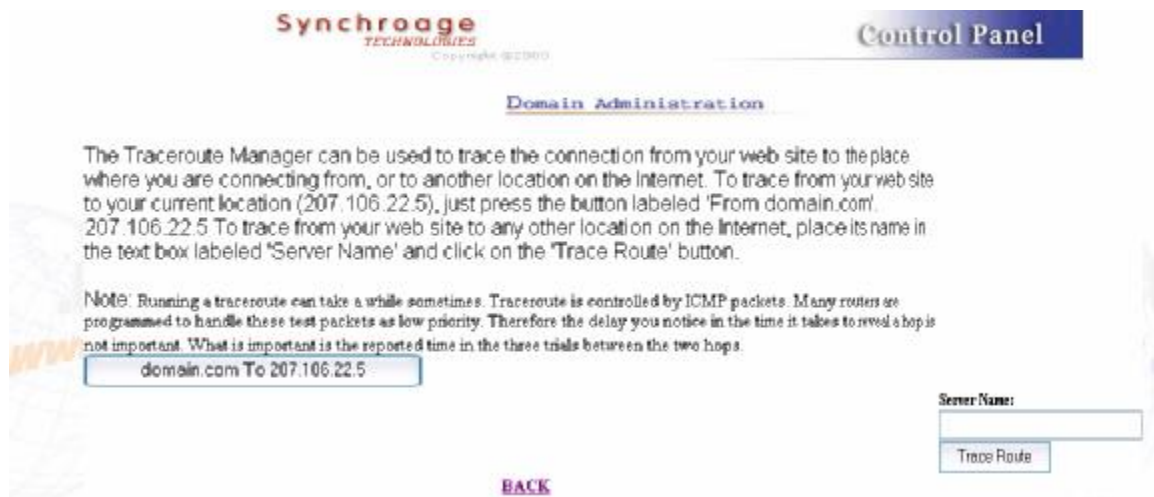 Synchroage
TECHNOLOGIES
Copyright @2000
Control Panel
Domain Administration
The Traceroute Manager can be used to trace the connection from your web site to the place
where you are connecting from, or to another location on the Internet. To trace from your web site
to your current location (207.106.22.5), just press the button labeled 'From domain.com'.
207.106.22.5 To trace from your web site to any other location on the Internet, place its name in
the text box labeled 'Server Name' and click on the 'Trace Route' button.
Note: Running a traceroute can take a while sometimes. Traceroute is controlled by ICMP packets. Many routers are
programmed to handle these test packets as low priority. Therefore the delay you notice in the time it takes to reveal a hop is
not important. What is important is the reported time in the three trials between the two hops.
WWW
domain.com To 207.106.22.5
Server Name:
Trace Route
BACK